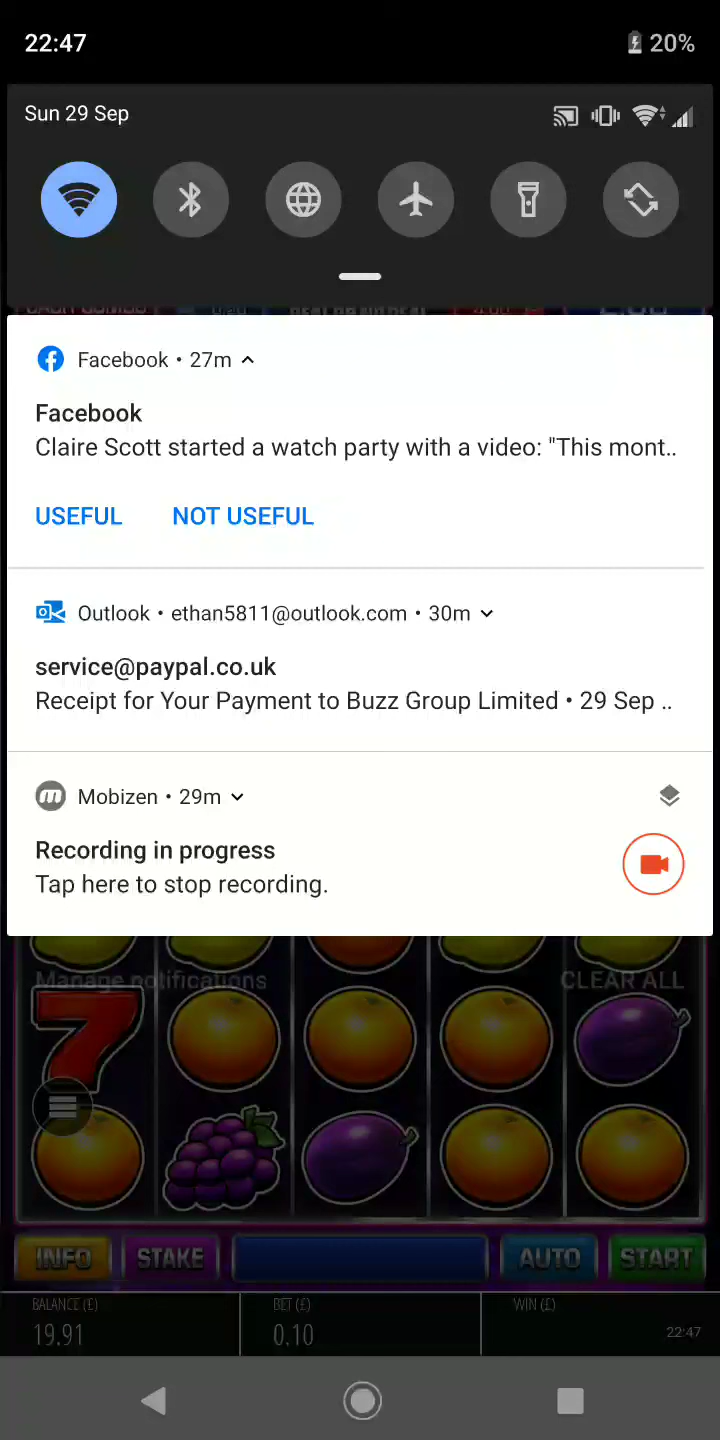 22:47
20%
Sun 29 Sep
Facebook • 27m
Facebook
Claire Scott started a watch party with a video: "This mont..
USEFUL NOT USEFUL
Outlook • ethan5811@outlook.com • 30m
service@paypal.co.uk
Receipt for Your Payment to Buzz Group Limited • 29 Sep ..
Mobizen • 29m
Recording in progress
Tap here to stop recording.
Manage notifications CLEAR ALL
7
INFO STAKE AUTO START
BALANCE (£) BET (£) WIN (£)
19.91 0.10 22:47